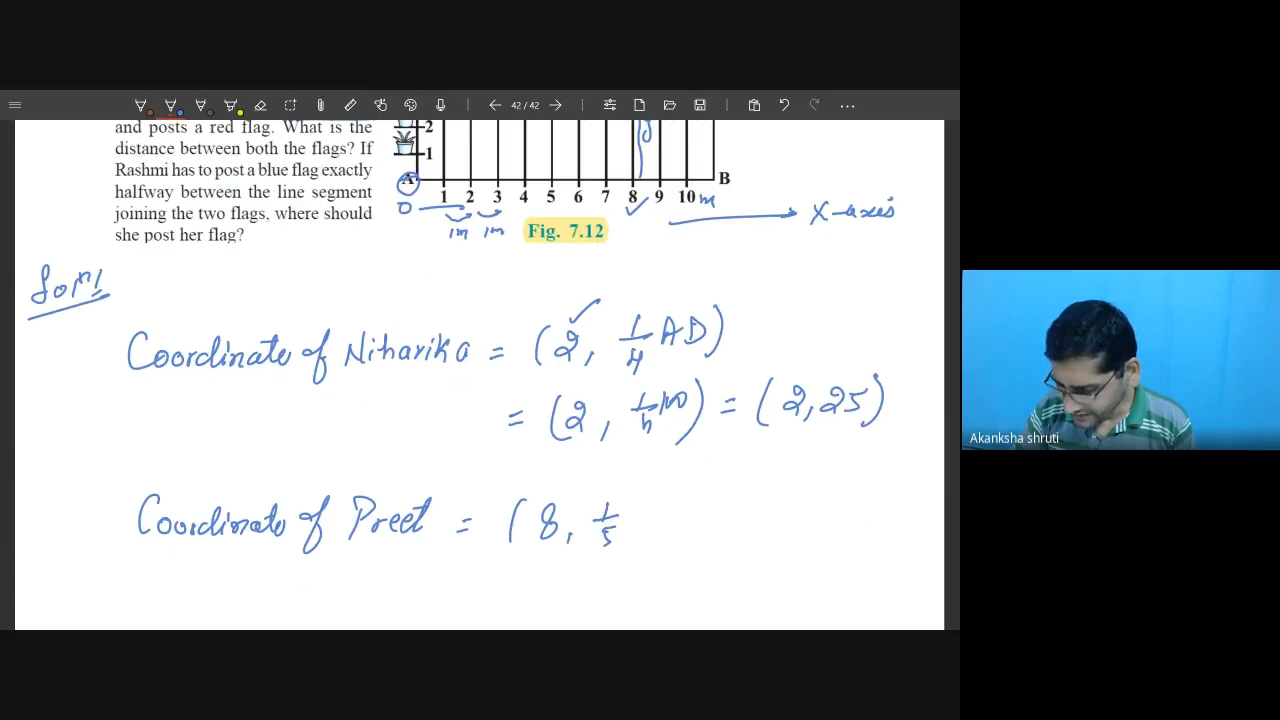 42 / 42
and posts a red flag. What is the
distance between both the flags? If
Rashmi has to post a blue flag exactly
halfway between the line segment
joining the two flags, where should
she post her flag?
2
1
A B
1 2 3 4 5 6 7 8 9 10 m
0
1m 1m
X-axis
Fig. 7.12
Soln
Coordinate of Niharika = (2, 1/4 AD)
= (2, 1/4 100) = (2, 25)
Coordinate of Preet = (8, 1/5
Akanksha shruti